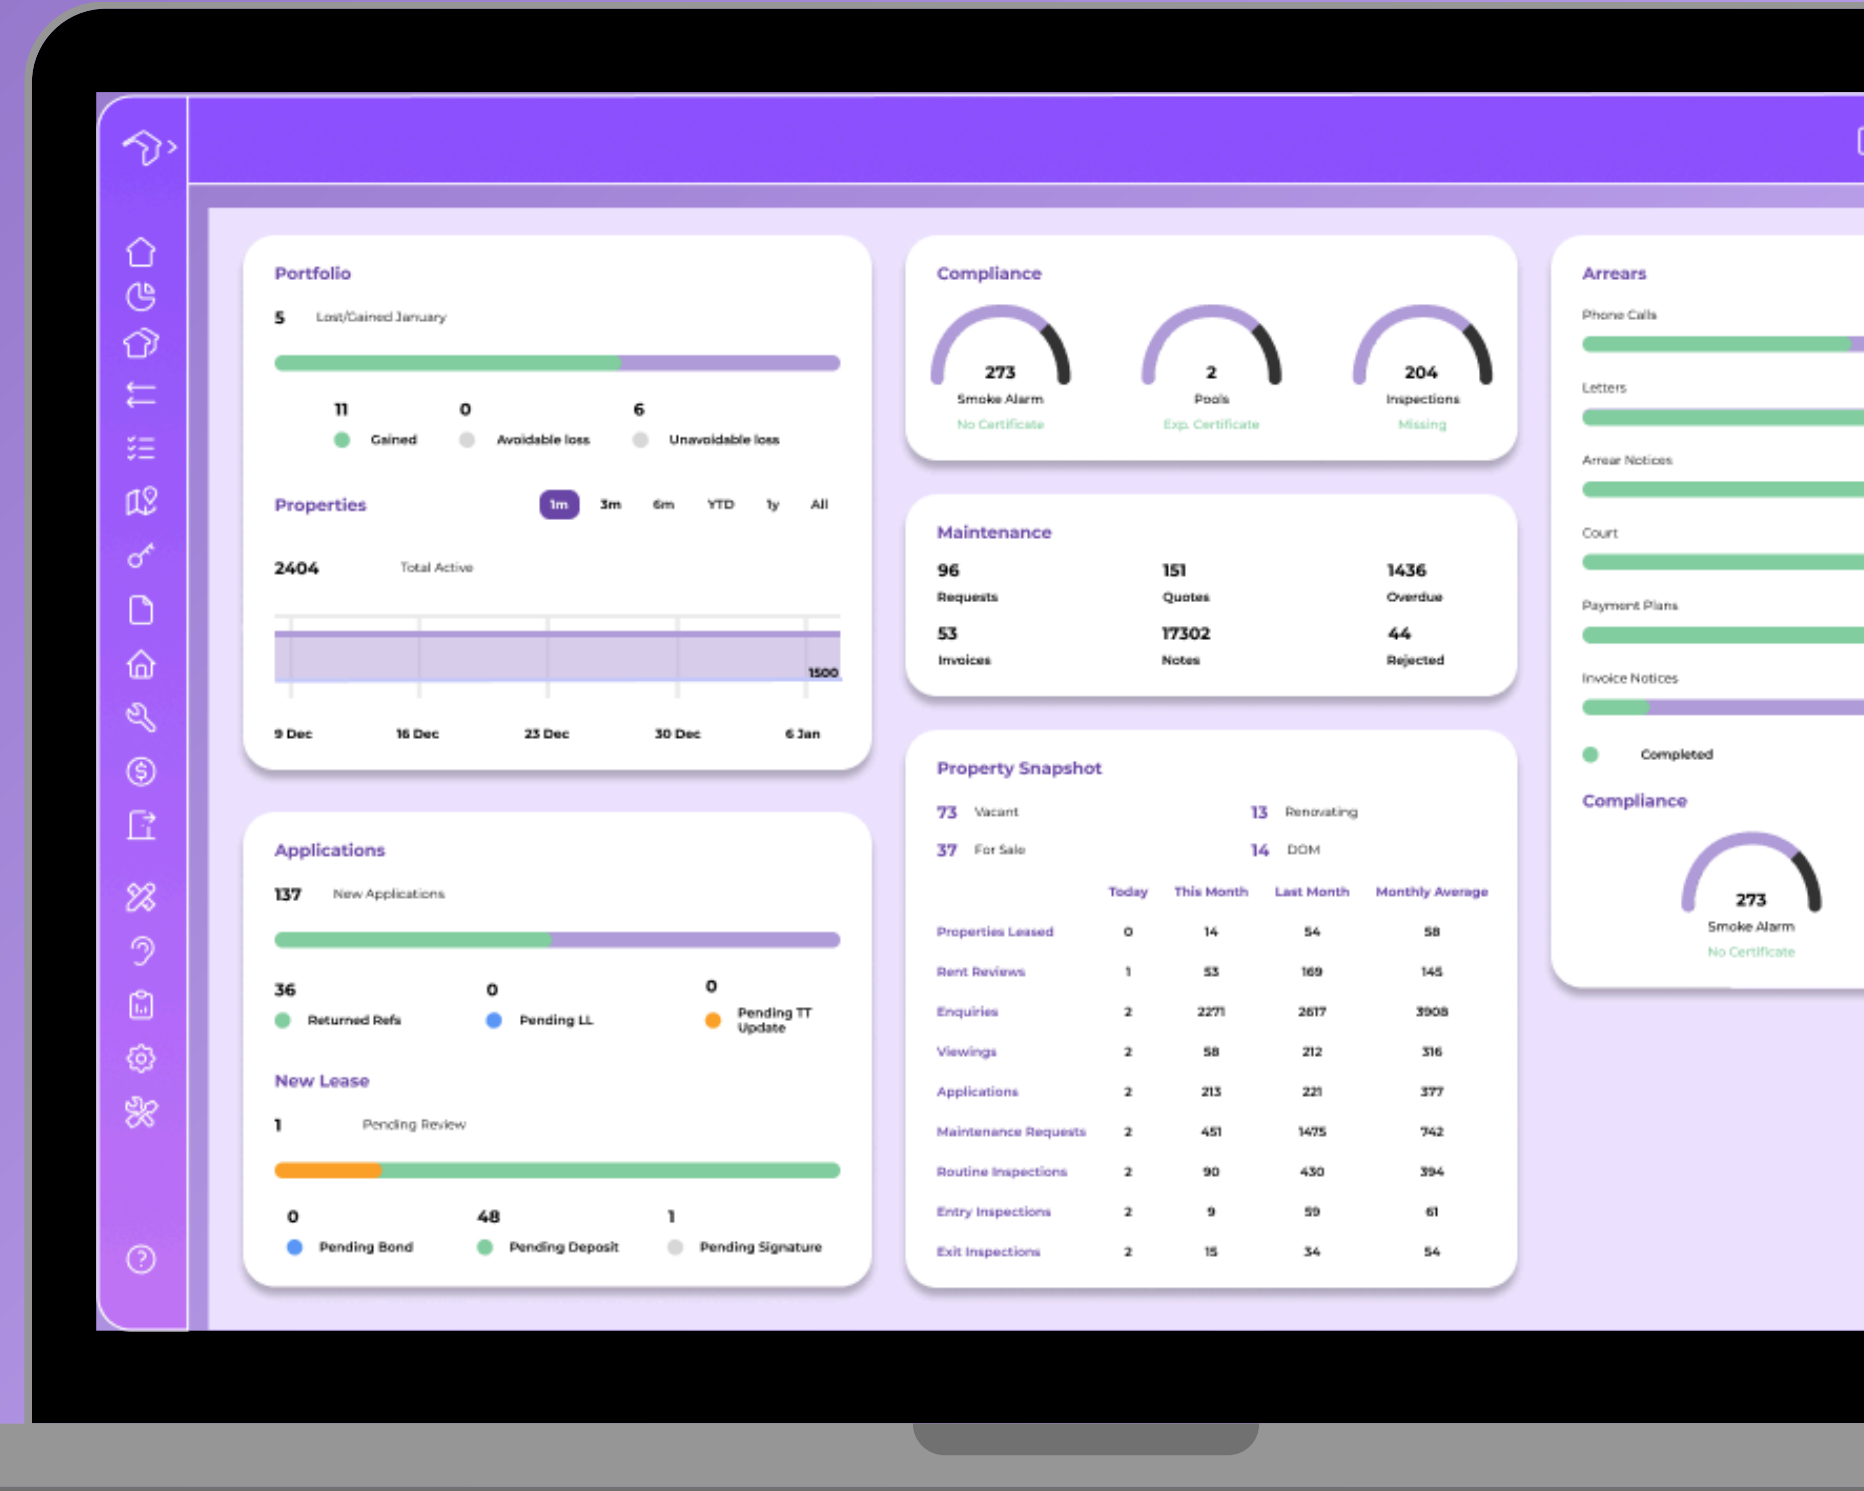 Portfolio
5 Lost/Gained January
11 0 6
Gained Avoidable loss Unavoidable loss
Properties 1m 3m 6m YTD 1y All
2404 Total Active
1500
9 Dec 16 Dec 23 Dec 30 Dec 6 Jan
Applications
137 New Applications
36 0 0
Returned Refs Pending LL Pending TT
Update
New Lease
1 Pending Review
0 48 1
Pending Bond Pending Deposit Pending Signature
Compliance
273 2 204
Smoke Alarm Pools Inspections
No Certificate Exp. Certificate Missing
Maintenance
96 151 1436
Requests Quotes Overdue
53 17302 44
Invoices Notes Rejected
Property Snapshot
73 Vacant 13 Renovating
37 For Sale 14 DOM
Today This Month Last Month Monthly Average
Properties Leased 0 14 54 58
Rent Reviews 1 53 169 145
Enquiries 2 2271 2617 3908
Viewings 2 58 212 316
Applications 2 213 221 377
Maintenance Requests 2 451 1475 742
Routine Inspections 2 90 430 394
Entry Inspections 2 9 59 61
Exit Inspections 2 15 34 54
Arrears
Phone Calls
Letters
Arrear Notices
Court
Payment Plans
Invoice Notices
Completed
Compliance
273
Smoke Alarm
No Certificate